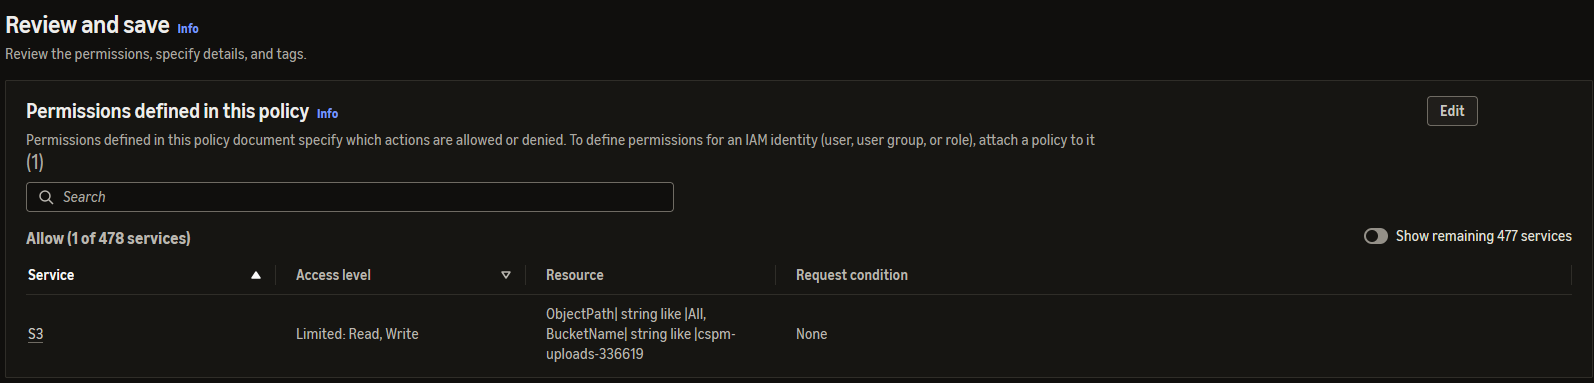 Review and save Info
Review the permissions, specify details, and tags.
Permissions defined in this policy Info
Edit
Permissions defined in this policy document specify which actions are allowed or denied. To define permissions for an IAM identity (user, user group, or role), attach a policy to it
(1)
Search
Allow (1 of 478 services)
Show remaining 477 services
Service
Access level
Resource
Request condition
S3
Limited: Read, Write
ObjectPath| string like |All,
BucketName| string like |cspm-
uploads-336619
None